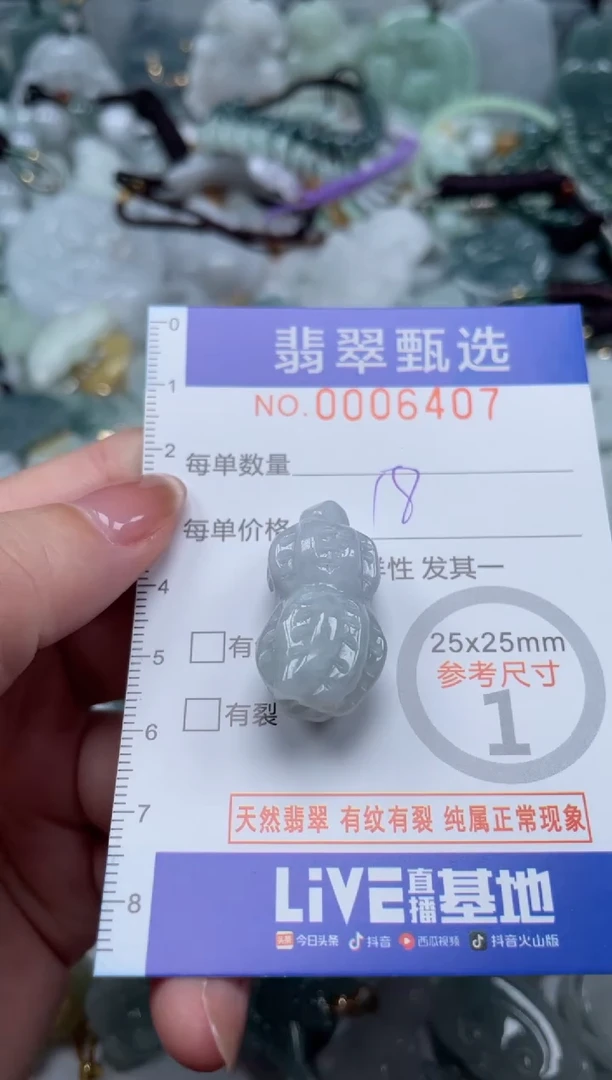 0
翡翠甄选
1
NO.0006407
2
每单数量
18
每单价格
样性 发其一
4
25x25mm
参考尺寸
1
5
有
有裂
6
7
天然翡翠 有纹有裂 纯属正常现象
8
LiVE直播基地
头条 今日头条 抖音 西瓜视频 抖音火山版